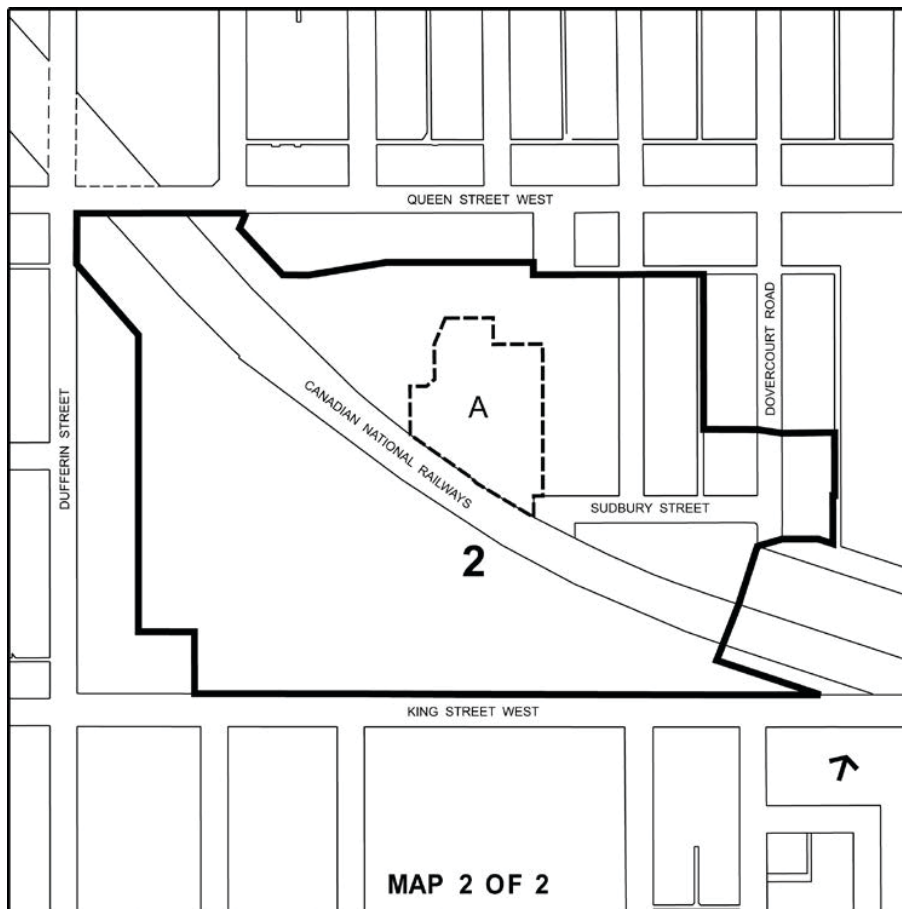 QUEEN STREET WEST
DUFFERIN STREET
CANADIAN NATIONAL RAILWAYS
A
DOVERCOURT ROAD
SUDBURY STREET
2
KING STREET WEST
MAP 2 OF 2